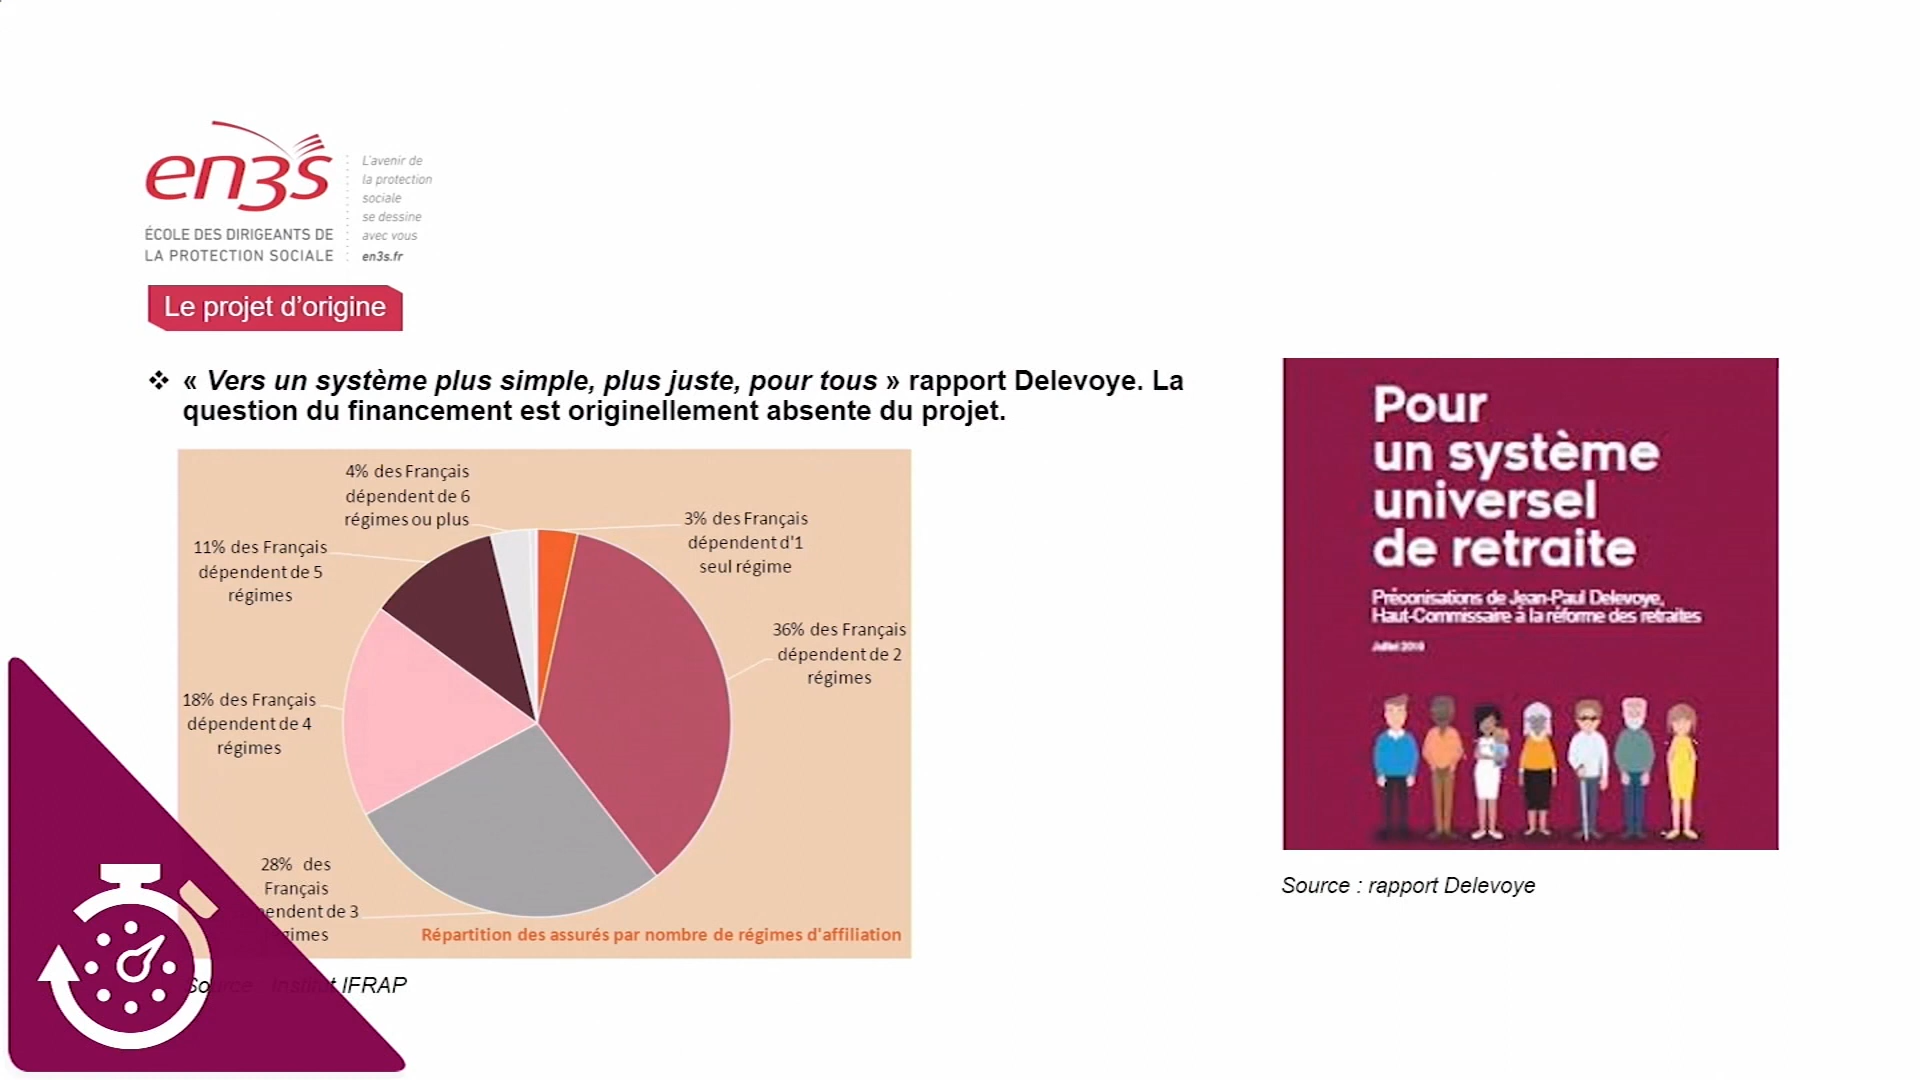 en3s
L'avenir de
la protection
sociale
se dessine
avec vous
en3s.fr
ÉCOLE DES DIRIGEANTS DE
LA PROTECTION SOCIALE
Le projet d'origine
❖ « Vers un système plus simple, plus juste, pour tous » rapport Delevoye. La
question du financement est originellement absente du projet.
4% des Français
dépendent de 6
régimes ou plus
3% des Français
dépendent d'1
seul régime
11% des Français
dépendent de 5
régimes
36% des Français
dépendent de 2
régimes
18% des Français
dépendent de 4
régimes
28% des
Français
endent de 3
gimes
Répartition des assurés par nombre de régimes d'affiliation
Source : Institut IFRAP
Pour
un système
universel
de retraite
Préconisations de Jean-Paul Delevoye,
Haut-Commissaire à la réforme des retraites
Juillet
Source : rapport Delevoye